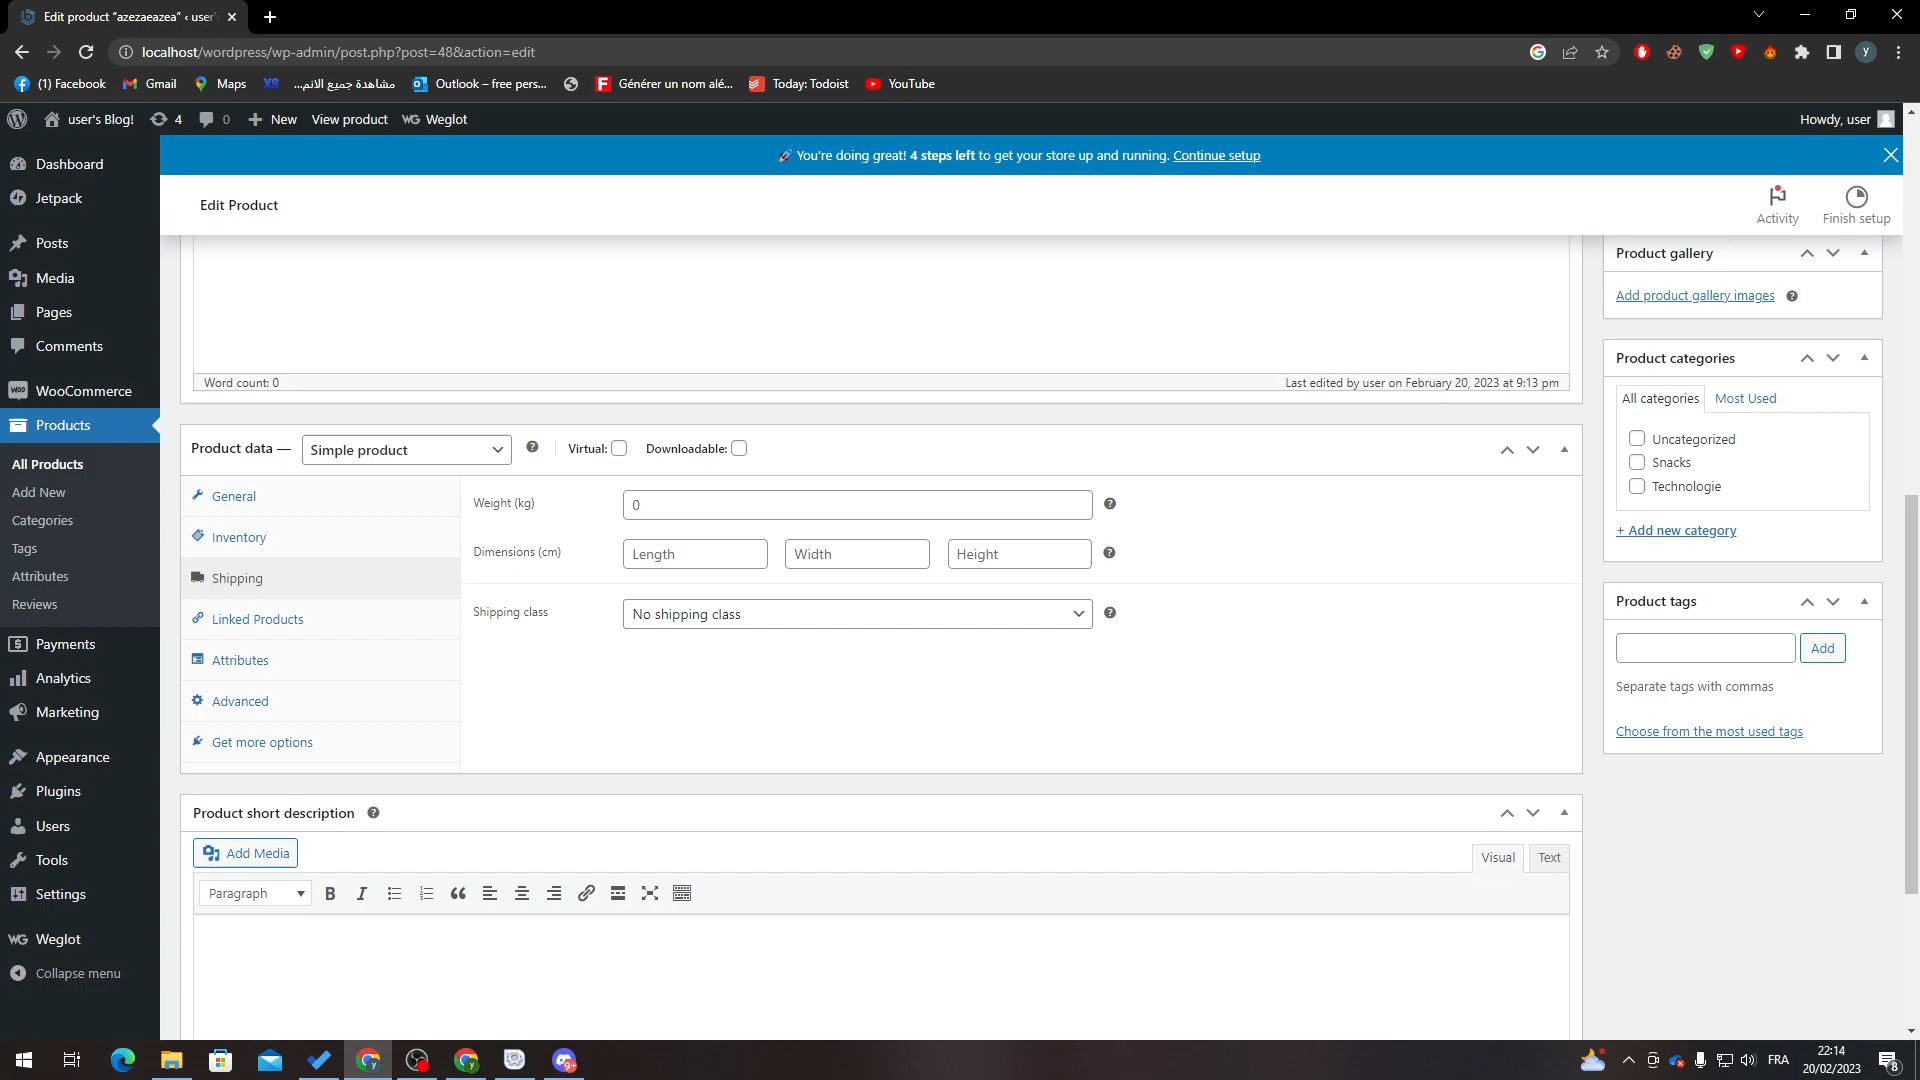 Edit product "azezaeazea" ‹ user'
localhost/wordpress/wp-admin/post.php?post=48&action=edit
y
(1) Facebook
Gmail
Maps
XS
مشاهدة جميع الانم...
Outlook – free pers...
Générer un nom alé...
Today: Todoist
YouTube
user's Blog!
4
0
New
View product
WG Weglot
Howdy, user
Dashboard
Jetpack
Posts
Media
Pages
Comments
WooCommerce
Products
All Products
Add New
Categories
Tags
Attributes
Reviews
Payments
Analytics
Marketing
Appearance
Plugins
Users
Tools
Settings
WG Weglot
Collapse menu
You're doing great! 4 steps left to get your store up and running. Continue setup
Edit Product
Activity
Finish setup
Word count: 0
Last edited by user on February 20, 2023 at 9:13 pm
Product data —
Simple product
Virtual:
Downloadable:
General
Inventory
Shipping
Linked Products
Attributes
Advanced
Get more options
Weight (kg)
0
Dimensions (cm)
Length
Width
Height
Shipping class
No shipping class
Product short description
Add Media
Visual
Text
Paragraph
B
I
Product gallery
Add product gallery images
Product categories
All categories
Most Used
Uncategorized
Snacks
Technologie
+ Add new category
Product tags
Add
Separate tags with commas
Choose from the most used tags
9+
FRA
22:14
20/02/2023
8